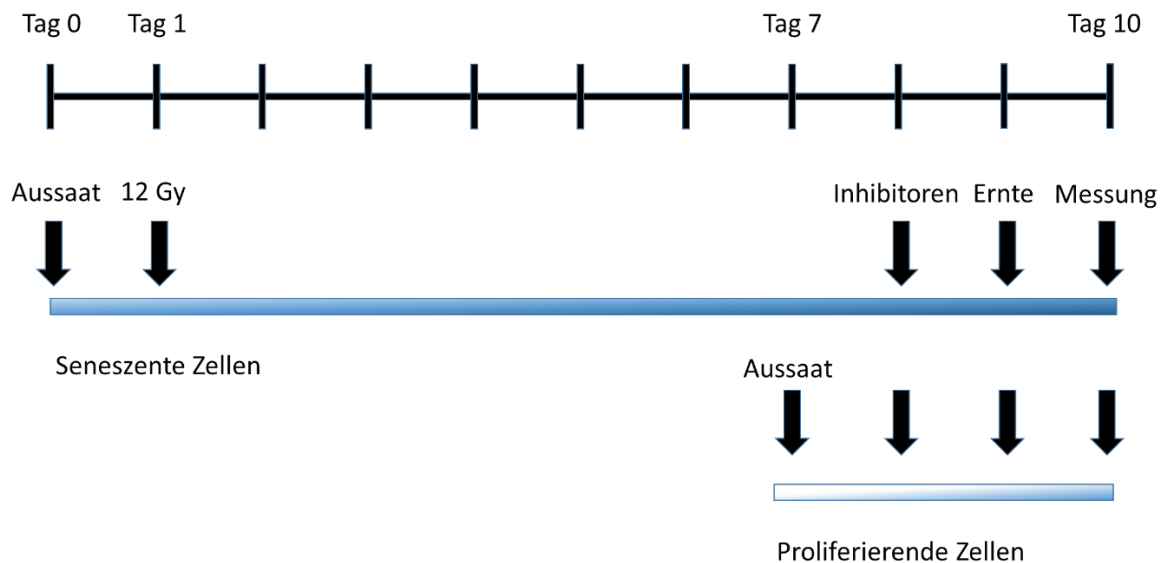 Tag 0 Tag 1 Tag 7 Tag 10
Aussaat 12 Gy Inhibitoren Ernte Messung
Seneszente Zellen
Aussaat
Proliferierende Zellen